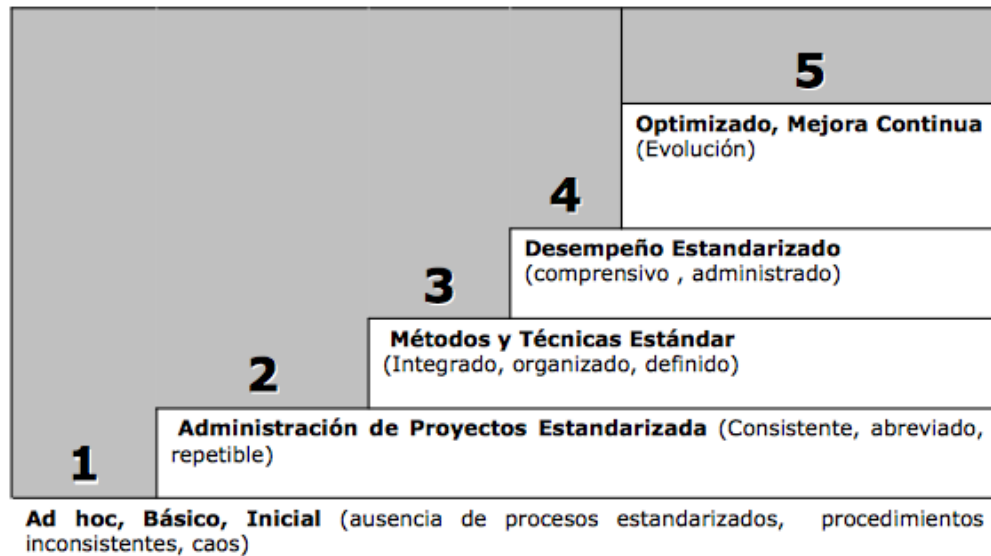 5
Optimizado, Mejora Continua
(Evolución)
4
Desempeño Estandarizado
(comprensivo , administrado)
3
Métodos y Técnicas Estándar
(Integrado, organizado, definido)
2
Administración de Proyectos Estandarizada (Consistente, abreviado,
repetible)
1
Ad hoc, Básico, Inicial (ausencia de procesos estandarizados, procedimientos
inconsistentes, caos)